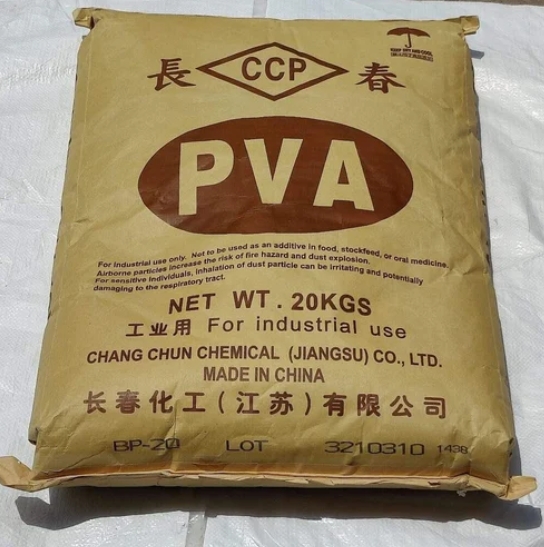 KEEP DRY AND COOL
長 CCP 春
PVA
For industrial use only. Not to be used as an additive in food, stockfeed, or oral medicine.
Airborne particles increase the risk of fire hazard and dust explosion.
For sensitive individuals, inhalation of dust particle can be irritating and potentially
damaging to the respiratory tract.
NET WT. 20KGS
工业用 For industrial use
CHANG CHUN CHEMICAL (JIANGSU) CO., LTD.
MADE IN CHINA
长春化工(江苏)有限公司
BP-20 LOT 3210310